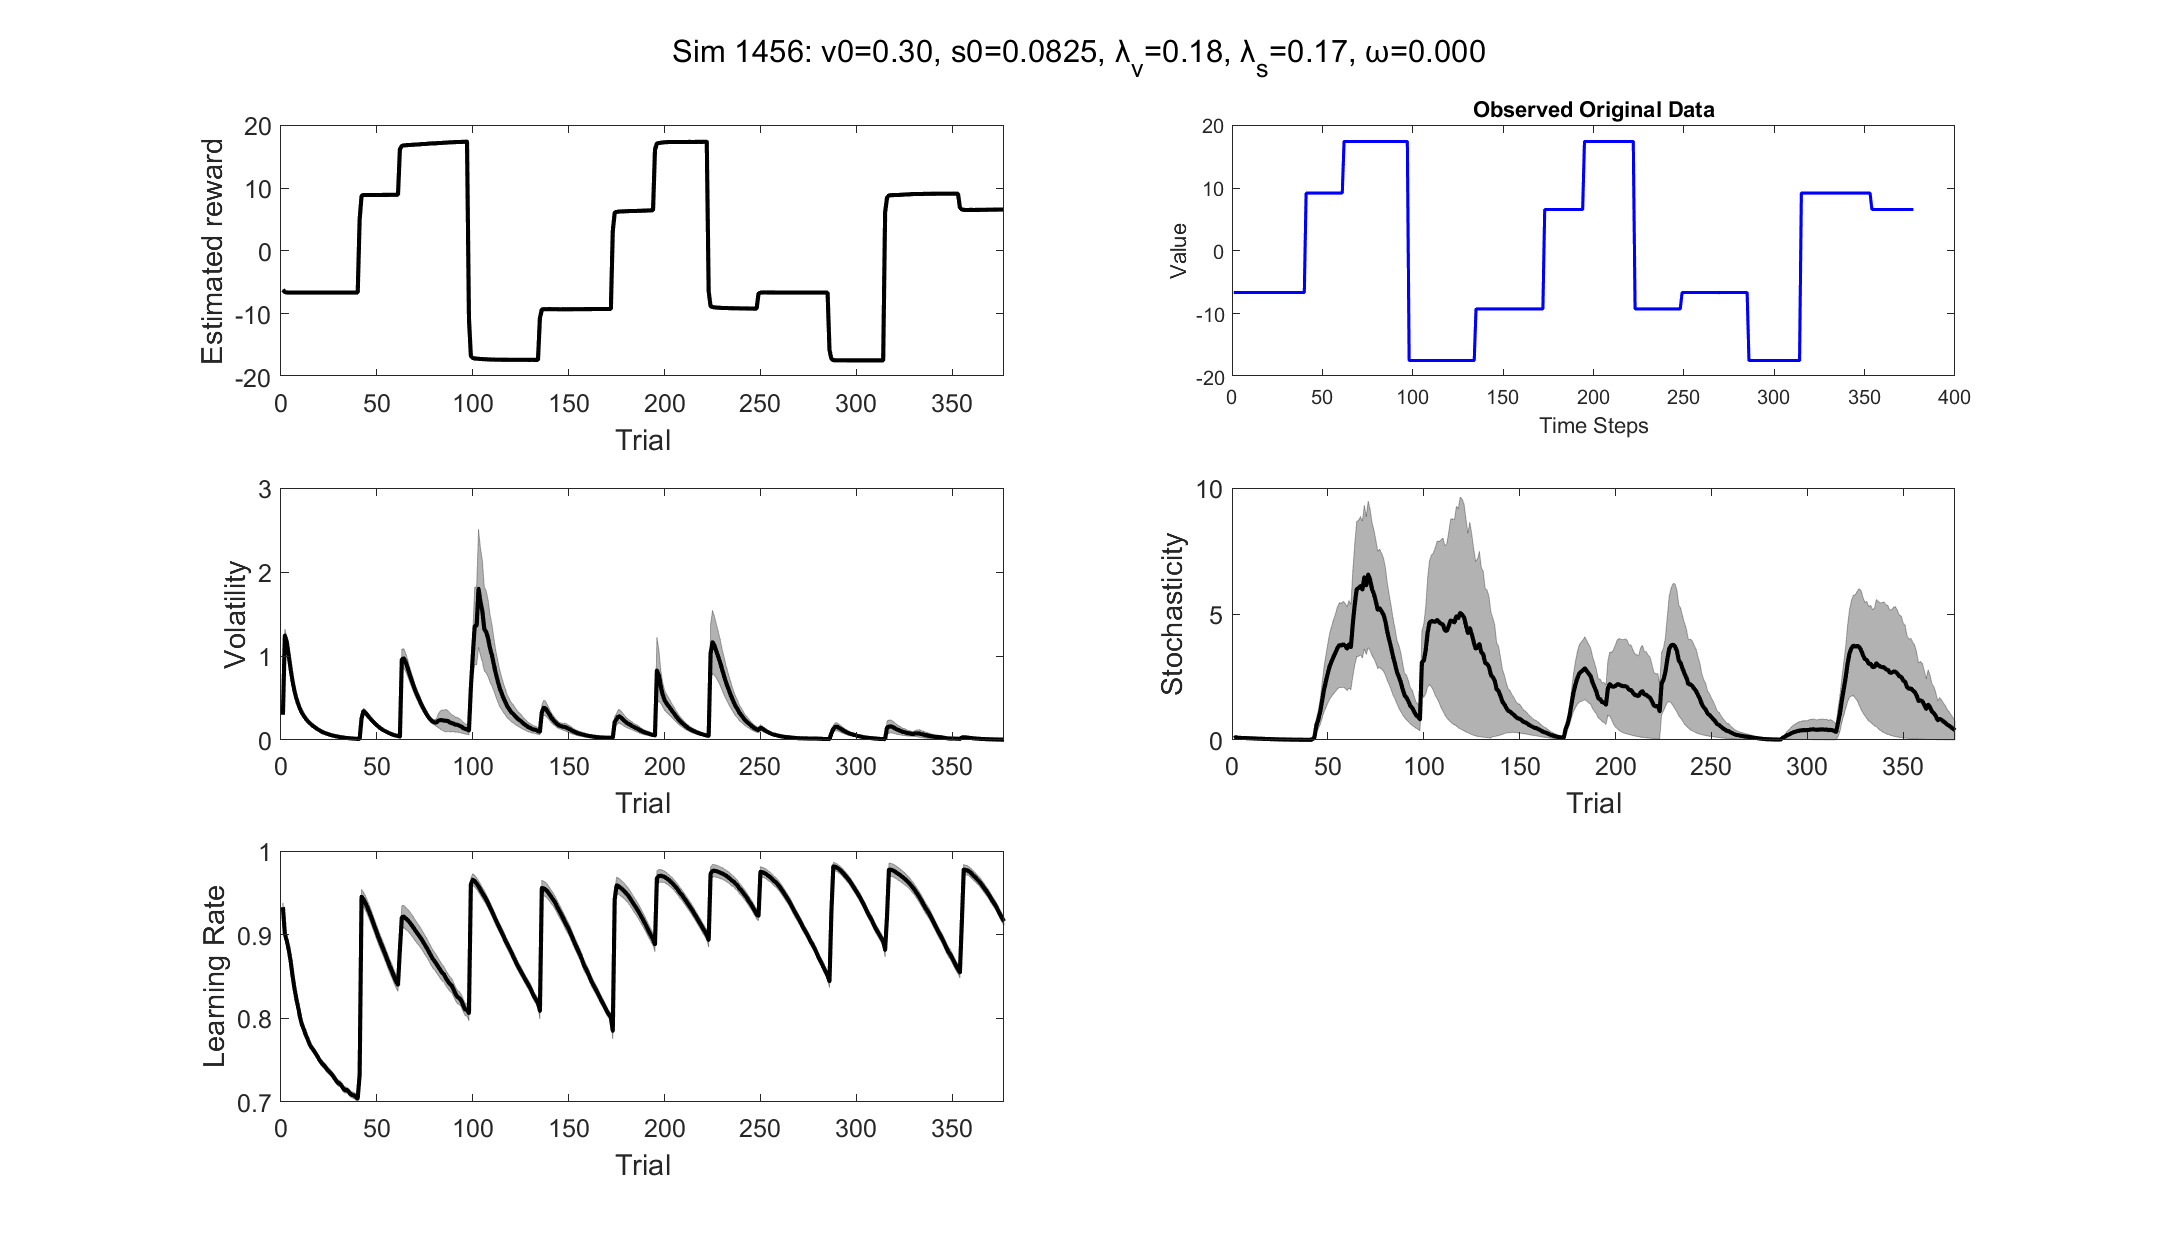 Sim 1456: v0=0.30, s0=0.0825, λv=0.18, λs=0.17, ω=0.000
20
10
0
-10
-20
Estimated reward
0 50 100 150 200 250 300 350
Trial
Observed Original Data
20
10
0
-10
-20
Value
0 50 100 150 200 250 300 350 400
Time Steps
3
2
1
0
Volatility
0 50 100 150 200 250 300 350
Trial
10
5
0
Stochasticity
0 50 100 150 200 250 300 350
Trial
1
0.9
0.8
0.7
Learning Rate
0 50 100 150 200 250 300 350
Trial